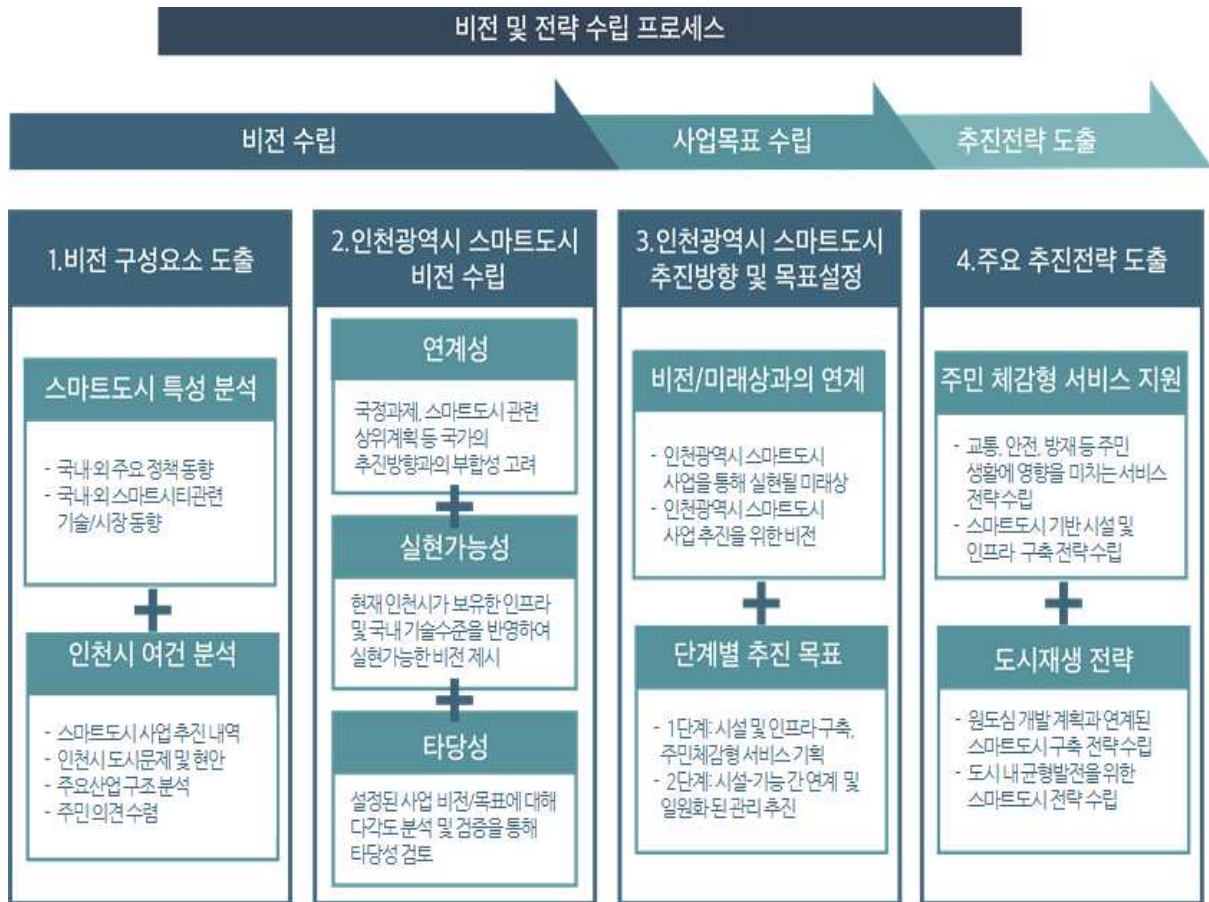 비전 및 전략 수립 프로세스
비전 수립
사업목표 수립
추진전략 도출
1.비전 구성요소 도출
스마트도시 특성 분석
- 국내·외 주요 정책 동향
- 국내·외 스마트시티관련
기술/시장 동향
인천시 여건 분석
- 스마트도시 사업 추진 내역
- 인천시 도시문제 및 현안
- 주요산업 구조 분석
- 주민 의견 수렴
2.인천광역시 스마트도시
비전 수립
연계성
국정과제, 스마트도시 관련
상위계획 등 국가의
추진방향과의 부합성 고려
실현가능성
현재 인천시가 보유한 인프라
및 국내 기술수준을 반영하여
실현가능한 비전 제시
타당성
설정된 사업 비전/목표에 대해
다각도 분석 및 검증을 통해
타당성 검토
3.인천광역시 스마트도시
추진방향 및 목표설정
비전/미래상과의 연계
- 인천광역시 스마트도시
사업을 통해 실현될 미래상
- 인천광역시 스마트도시
사업 추진을 위한 비전
단계별 추진 목표
- 1단계: 시설 및 인프라 구축,
주민체감형 서비스 기획
- 2단계: 시설-기능 간 연계 및
일원화 된 관리 추진
4.주요 추진전략 도출
주민 체감형 서비스 지원
- 교통, 안전, 방재 등 주민
생활에 영향을 미치는 서비스
전략 수립
- 스마트도시 기반 시설 및
인프라 구축 전략 수립
도시재생 전략
- 원도심 개발 계획과 연계된
스마트도시 구축 전략 수립
- 도시 내 균형발전을 위한
스마트도시 전략 수립